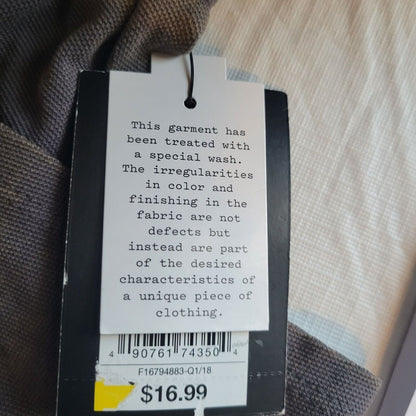 This garment has
been treated with
a special wash.
The irregularities
in color and
finishing in the
fabric are not
defects but
instead are part
of the desired
characteristics of
a unique piece of
clothing.
4 90761 74350 4
F16794883-Q1/18
$16.99